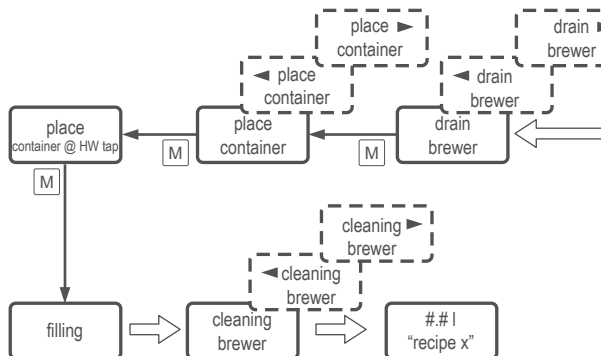 place ►
container
drain ►
brewer
◄ place
container
◄ drain
brewer
place
container @ HW tap
place
container
drain
brewer
M
M
M
cleaning ►
brewer
◄ cleaning
brewer
filling
cleaning
brewer
#.# l
“recipe x”